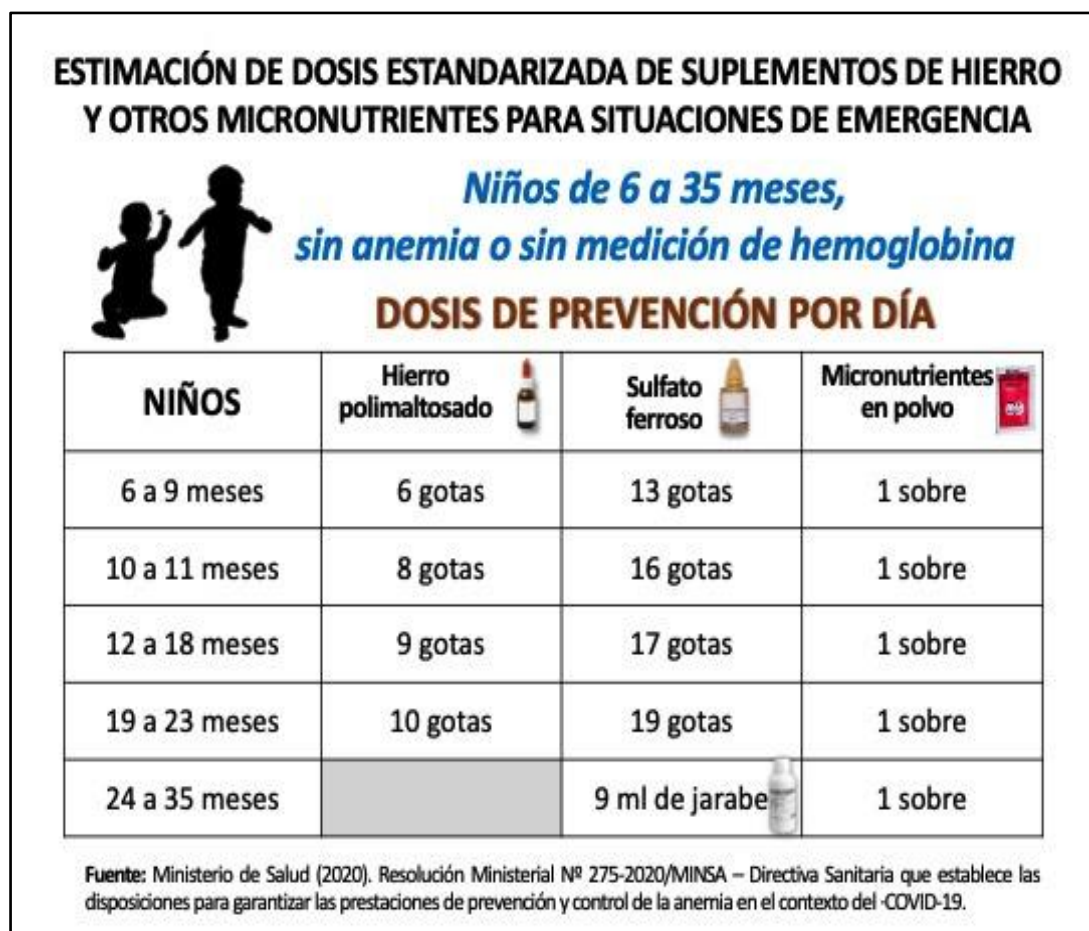 ESTIMACIÓN DE DOSIS ESTANDARIZADA DE SUPLEMENTOS DE HIERRO
Y OTROS MICRONUTRIENTES PARA SITUACIONES DE EMERGENCIA
Niños de 6 a 35 meses,
sin anemia o sin medición de hemoglobina
DOSIS DE PREVENCIÓN POR DÍA
NIÑOS
Hierro
polimaltosado
Sulfato
ferroso
Micronutrientes
en polvo
6 a 9 meses 6 gotas 13 gotas 1 sobre
10 a 11 meses 8 gotas 16 gotas 1 sobre
12 a 18 meses 9 gotas 17 gotas 1 sobre
19 a 23 meses 10 gotas 19 gotas 1 sobre
24 a 35 meses 9 ml de jarabe 1 sobre
Fuente: Ministerio de Salud (2020). Resolución Ministerial Nº 275-2020/MINSA – Directiva Sanitaria que establece las
disposiciones para garantizar las prestaciones de prevención y control de la anemia en el contexto del -COVID-19.